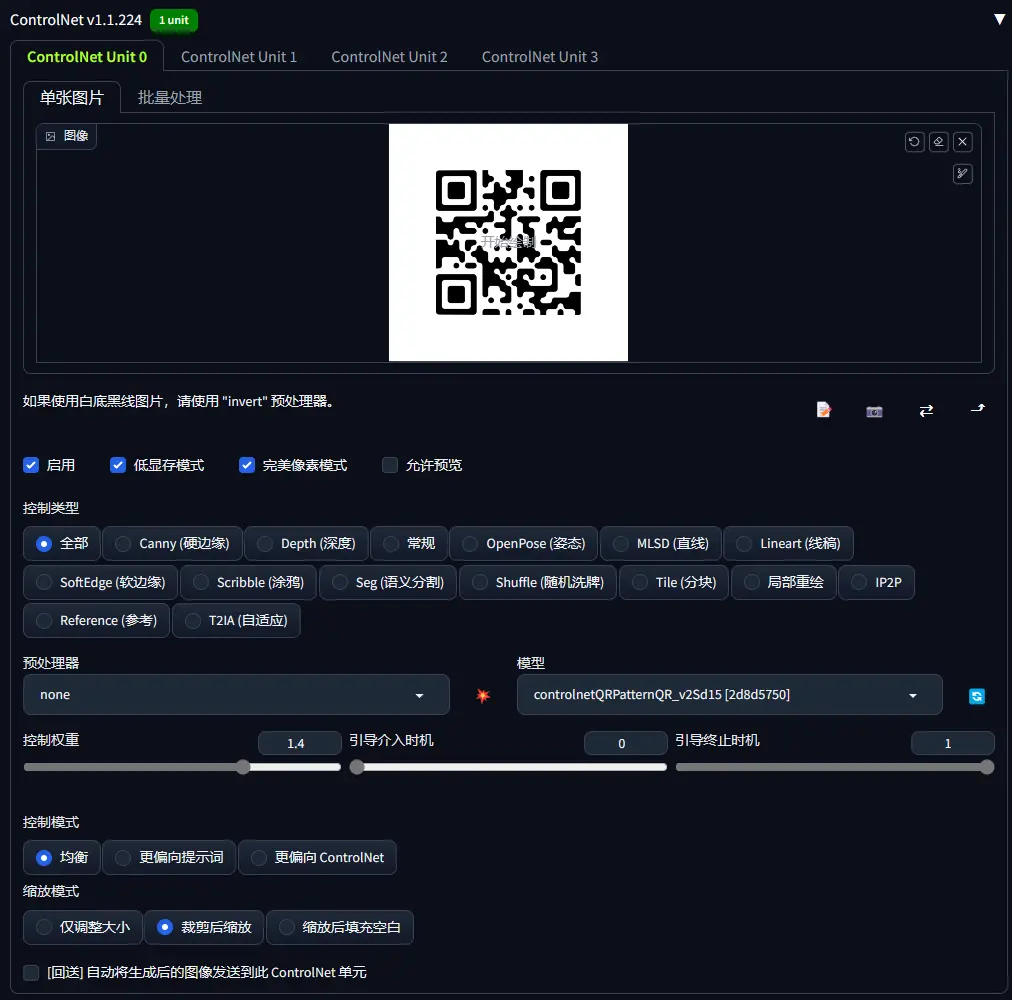 ControlNet v1.1.224 1 unit ▼
ControlNet Unit 0 ControlNet Unit 1 ControlNet Unit 2 ControlNet Unit 3
单张图片 批量处理
图像
开始绘制
如果使用白底黑线图片，请使用 "invert" 预处理器。
启用 低显存模式 完美像素模式 允许预览
控制类型
全部 Canny (硬边缘) Depth (深度) 常规 OpenPose (姿态) MLSD (直线) Lineart (线稿)
SoftEdge (软边缘) Scribble (涂鸦) Seg (语义分割) Shuffle (随机洗牌) Tile (分块) 局部重绘 IP2P
Reference (参考) T2IA (自适应)
预处理器 模型
none controlnetQRPatternQR_v2Sd15 [2d8d5750]
控制权重 1.4 引导介入时机 0 引导终止时机 1
控制模式
均衡 更偏向提示词 更偏向 ControlNet
缩放模式
仅调整大小 裁剪后缩放 缩放后填充空白
[回送] 自动将生成后的图像发送到此 ControlNet 单元